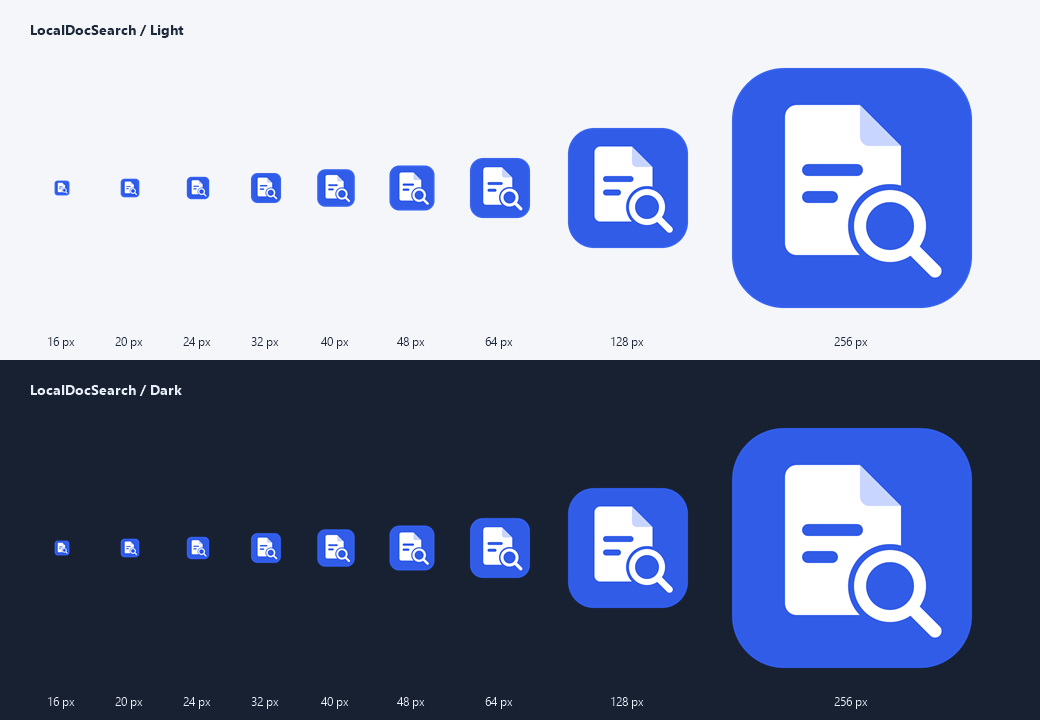 LocalDocSearch / Light
16 px 20 px 24 px 32 px 40 px 48 px 64 px 128 px 256 px
LocalDocSearch / Dark
16 px 20 px 24 px 32 px 40 px 48 px 64 px 128 px 256 px